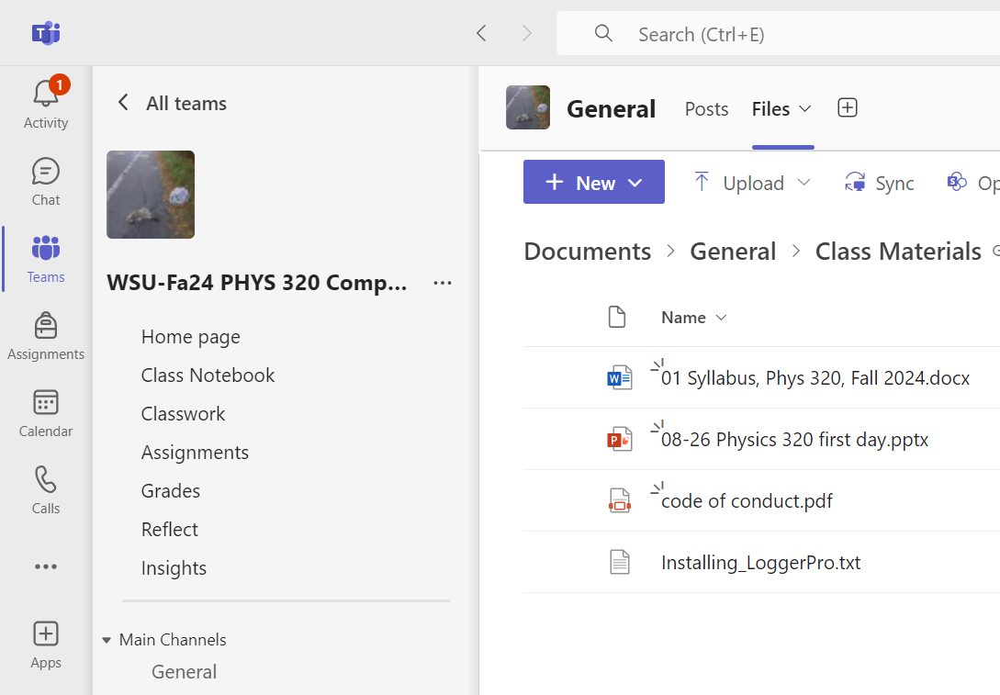 Search (Ctrl+E)
1
Activity
Chat
Teams
Assignments
Calendar
Calls
Apps
All teams
WSU-Fa24 PHYS 320 Comp...
Home page
Class Notebook
Classwork
Assignments
Grades
Reflect
Insights
Main Channels
General
General Posts Files
New Upload Sync Op
Documents > General > Class Materials
Name
01 Syllabus, Phys 320, Fall 2024.docx
08-26 Physics 320 first day.pptx
code of conduct.pdf
Installing_LoggerPro.txt